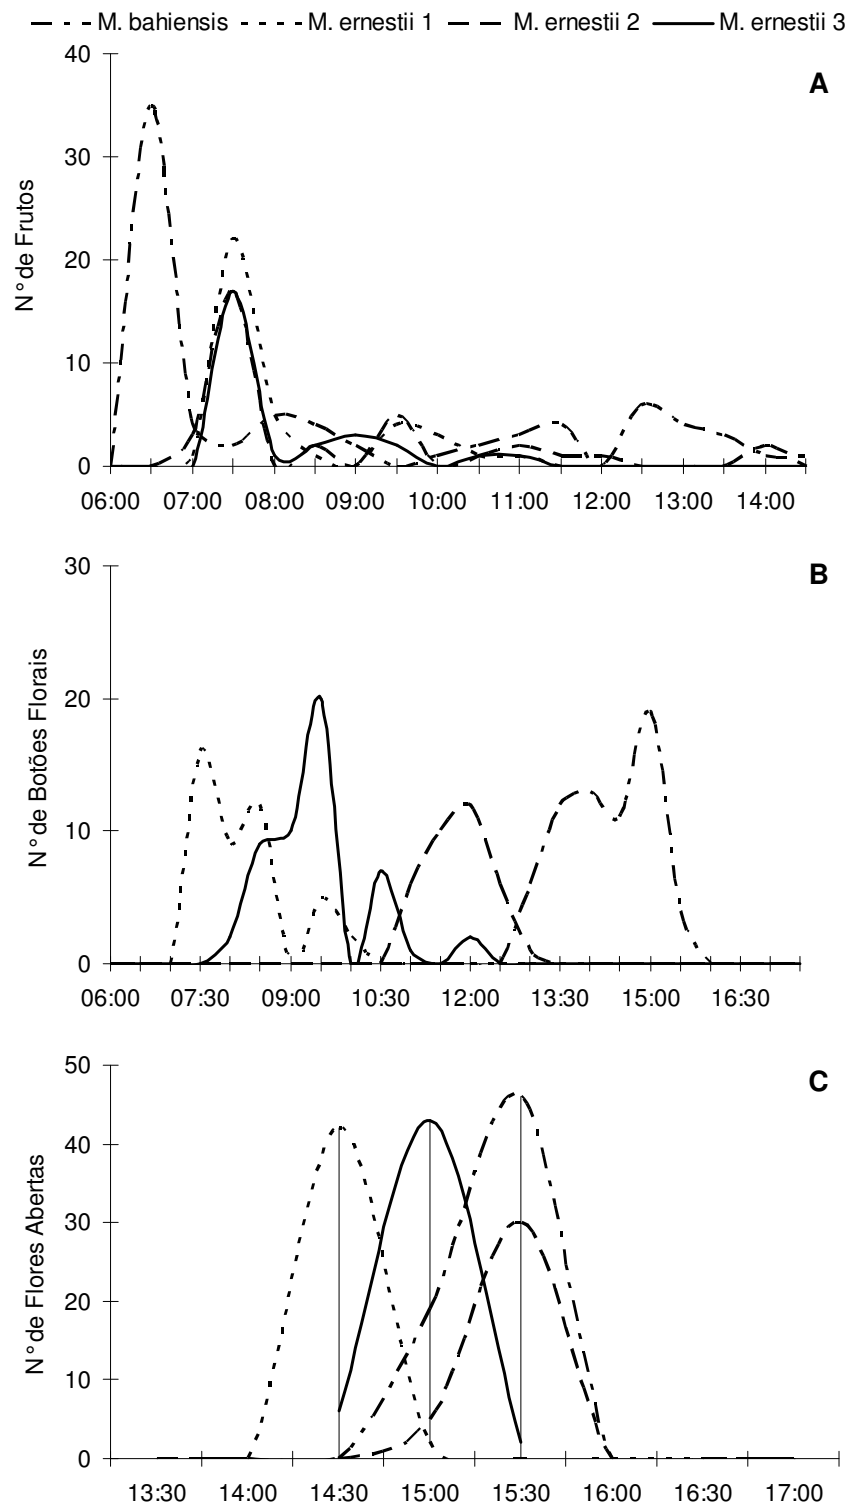 M. bahiensis M. ernestii 1 M. ernestii 2 M. ernestii 3
A
N° de Frutos
40
30
20
10
0
06:00 07:00 08:00 09:00 10:00 11:00 12:00 13:00 14:00
B
N° de Botões Florais
30
20
10
0
06:00 07:30 09:00 10:30 12:00 13:30 15:00 16:30
C
N° de Flores Abertas
50
40
30
20
10
0
13:30 14:00 14:30 15:00 15:30 16:00 16:30 17:00